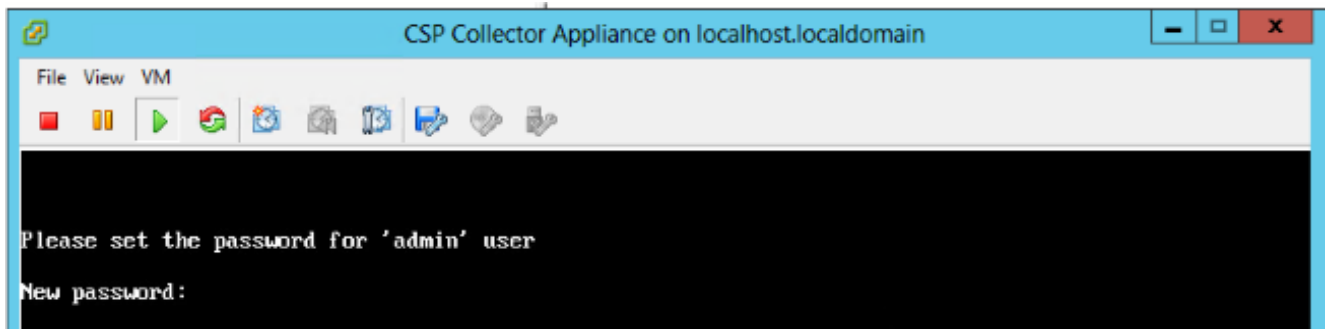 CSP Collector Appliance on localhost.localdomain
File View VM
Please set the password for 'admin' user
New password: